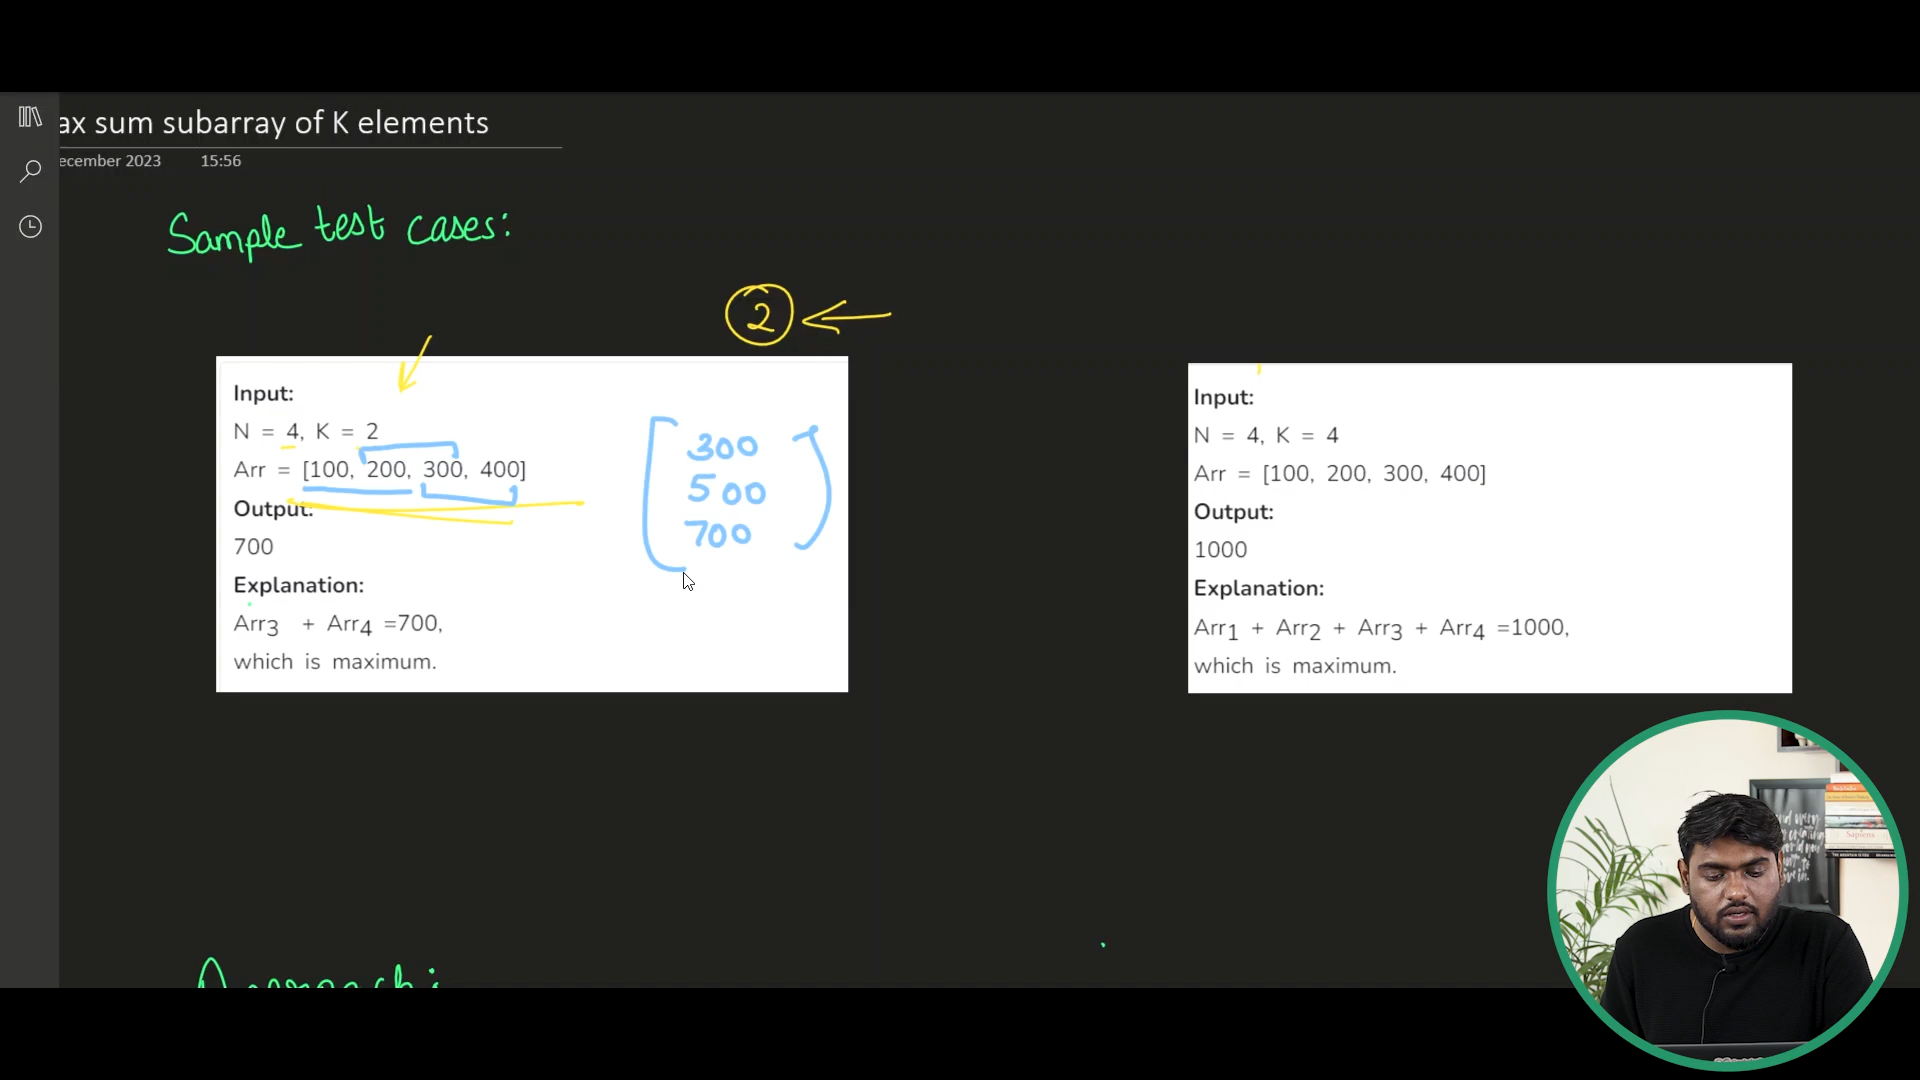 ax sum subarray of K elements
ecember 2023 15:56
Sample test cases:
2
Input:
N = 4, K = 2
Arr = [100, 200, 300, 400]
Output:
700
Explanation:
Arr3 + Arr4 =700,
which is maximum.
300
500
700
Input:
N = 4, K = 4
Arr = [100, 200, 300, 400]
Output:
1000
Explanation:
Arr1 + Arr2 + Arr3 + Arr4 =1000,
which is maximum.
Sapiens